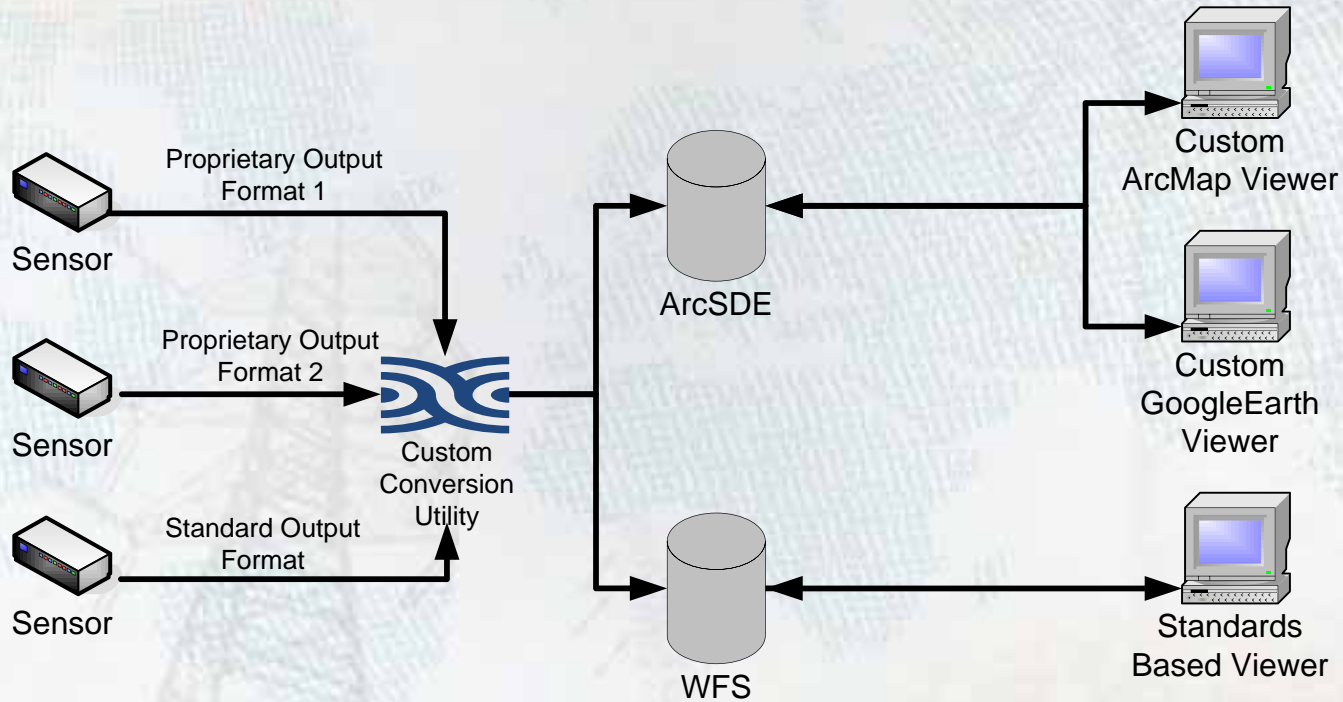 Proprietary Output
Format 1
Sensor
Proprietary Output
Format 2
Sensor
Standard Output
Format
Sensor
Custom
Conversion
Utility
ArcSDE
WFS
Custom
ArcMap Viewer
Custom
GoogleEarth
Viewer
Standards
Based Viewer